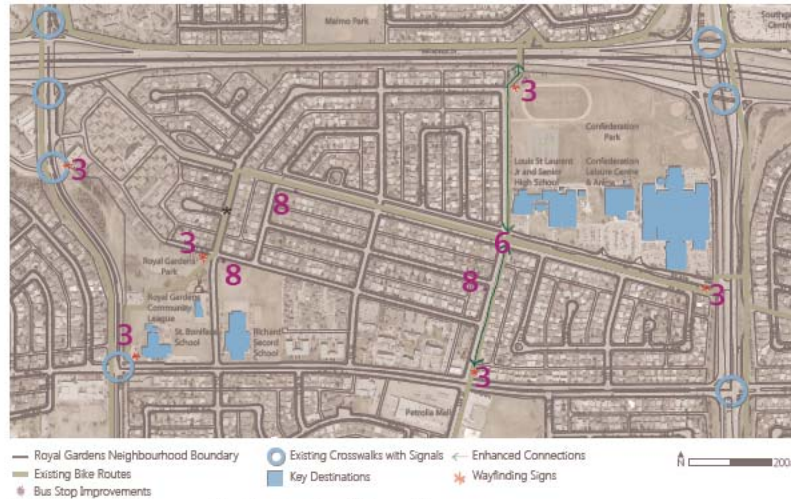 Malmo Park
Southgate
Centre
3
Confederation
Park
3
Louis St Laurent
Jr and Senior
High School
Confederation
Leisure Centre
& Arena
8
3
6
Royal Gardens
Park
8
8
3
Royal Gardens
Community
League
3
St. Boniface
School
Richard
Secord
School
3
Petrolia Mall
Royal Gardens Neighbourhood Boundary
Existing Crosswalks with Signals
Enhanced Connections
N
200
Existing Bike Routes
Key Destinations
Wayfinding Signs
Bus Stop Improvements